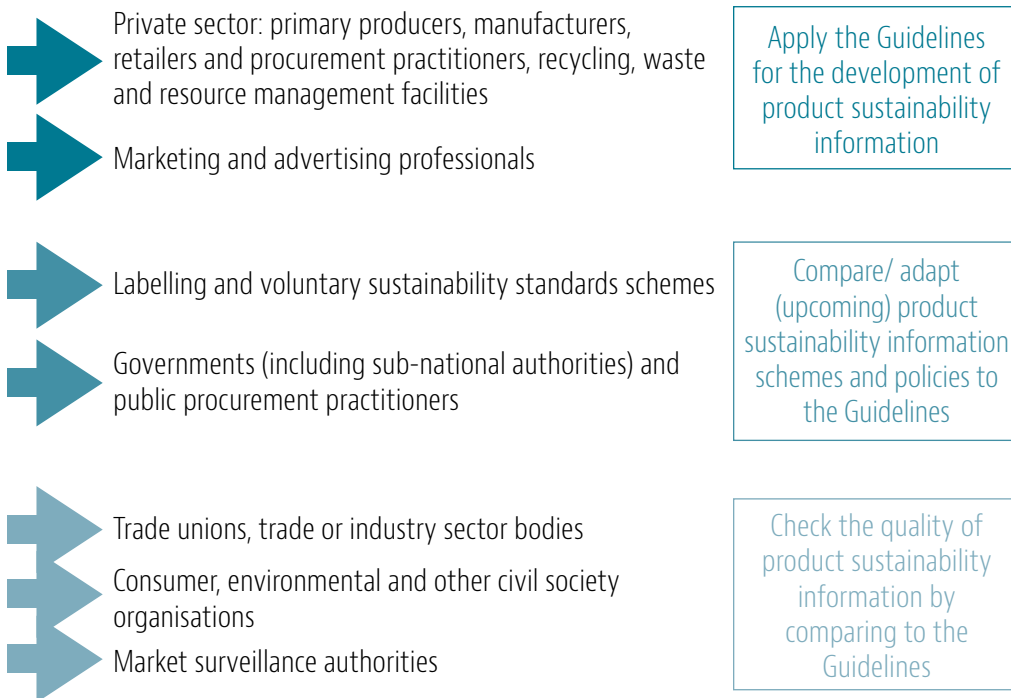 Private sector: primary producers, manufacturers,
retailers and procurement practitioners, recycling, waste
and resource management facilities
Marketing and advertising professionals
Apply the Guidelines
for the development of
product sustainability
information
Labelling and voluntary sustainability standards schemes
Governments (including sub-national authorities) and
public procurement practitioners
Compare/ adapt
(upcoming) product
sustainability information
schemes and policies to
the Guidelines
Trade unions, trade or industry sector bodies
Consumer, environmental and other civil society
organisations
Market surveillance authorities
Check the quality of
product sustainability
information by
comparing to the
Guidelines